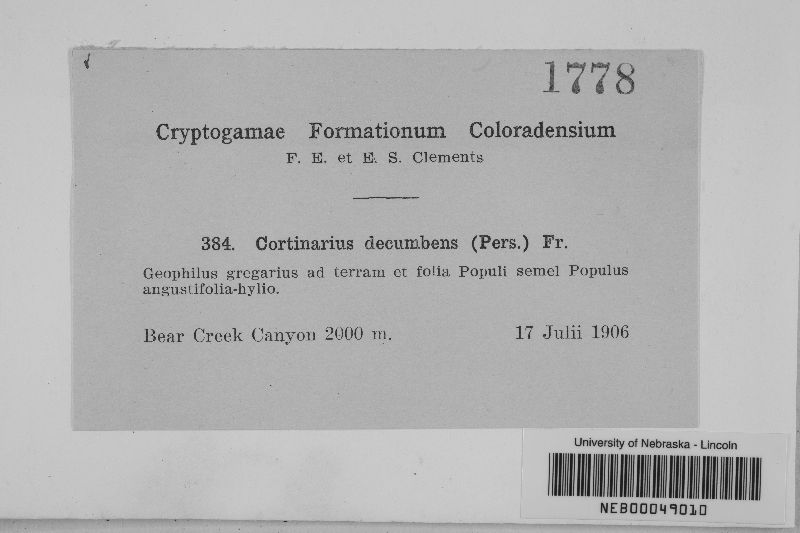 1778
Cryptogamae Formationum Coloradensium
F. E. et E. S. Clements
384. Cortinarius decumbens (Pers.) Fr.
Geophilus gregarius ad terram et folia Populi semel Populus
angustifolia-hylio.
Bear Creek Canyon 2000 m. 17 Julii 1906
University of Nebraska - Lincoln
NEB00049010